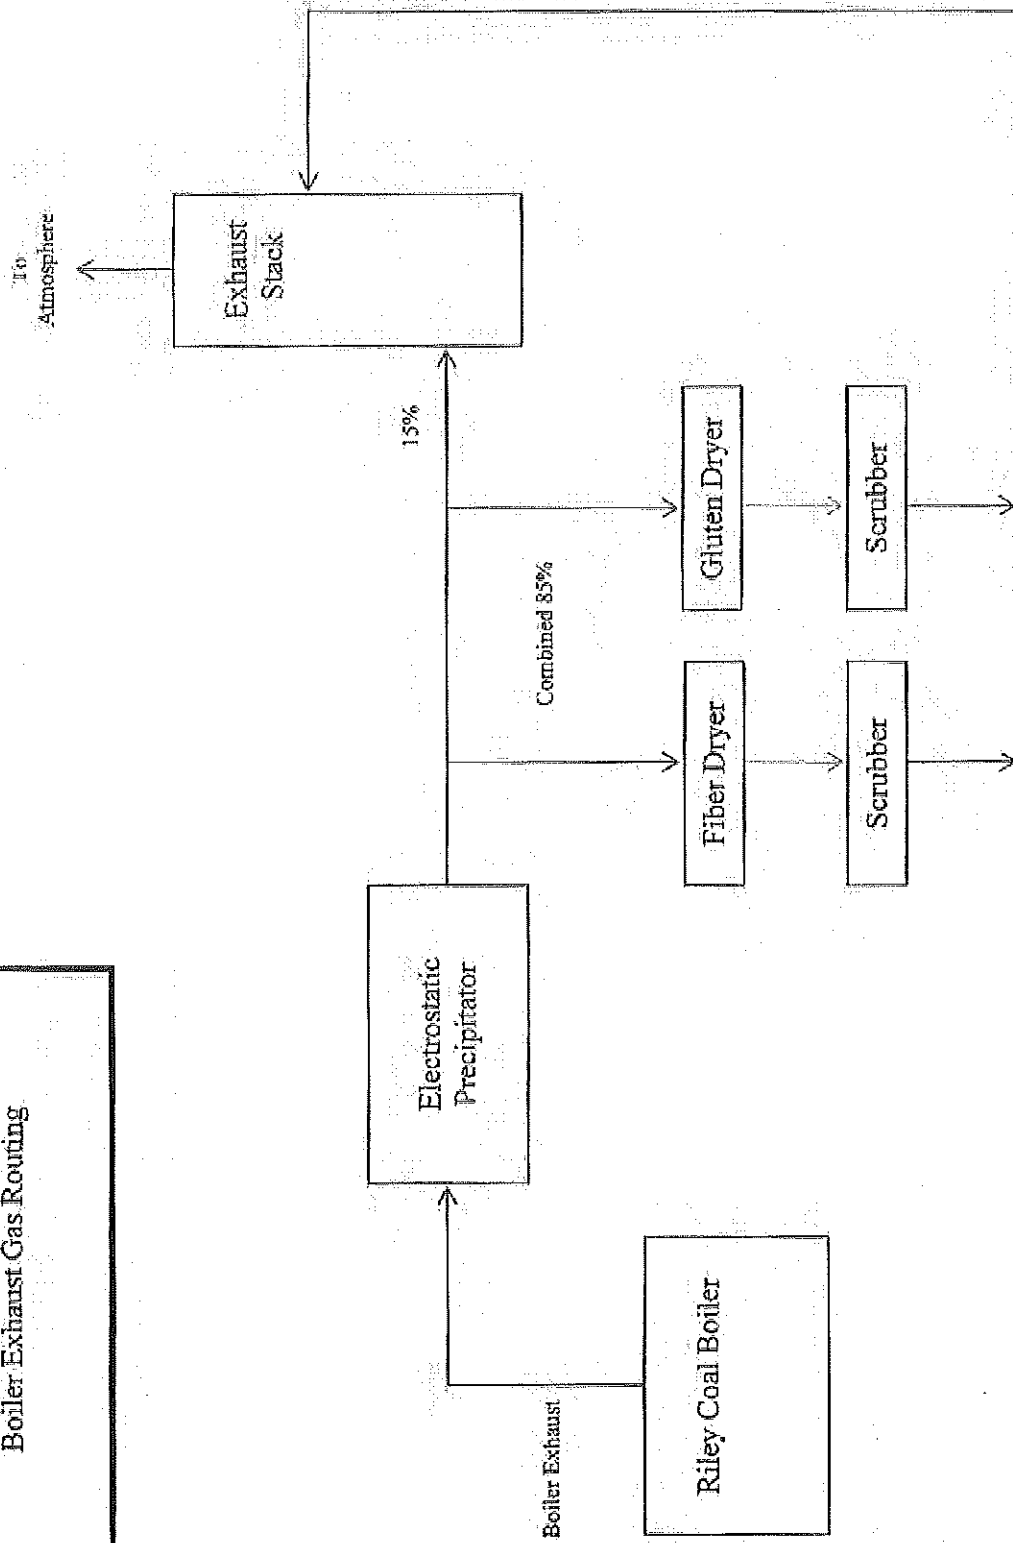 Boiler Exhaust Gas Routing
To
Atmosphere
Exhaust
Stack
15%
Combined 85%
Electrostatic
Precipitator
Fiber Dryer
Gluten Dryer
Scrubber
Scrubber
Boiler Exhaust
Riley Coal Boiler